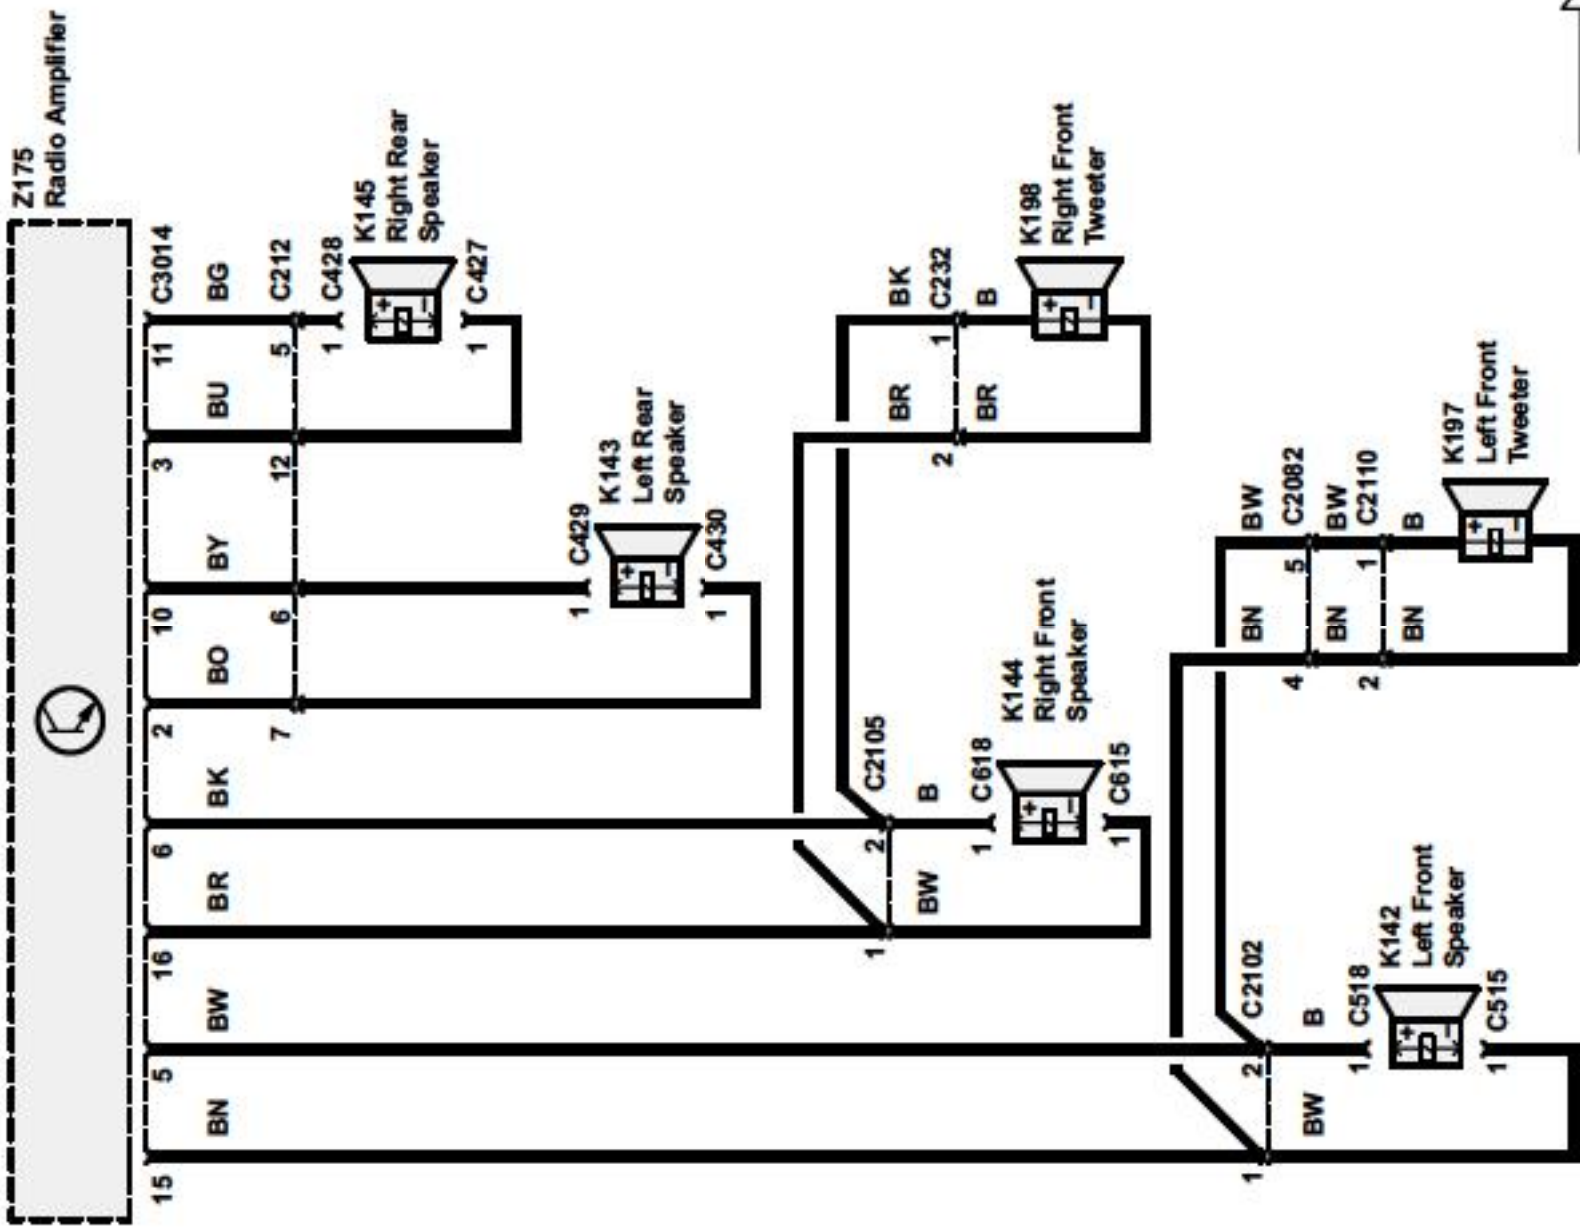 Z175
Radio Amplifier
15 5 16 6 2 10 3 11 C3014
BN BW BR BK BO BY BU BG
7 6 12 5 C212
1 C428
K145
Right Rear
Speaker
+
−
1 C427
1 C429
K143
Left Rear
Speaker
+
−
1 C430
BR BK
2 1 C232
BR B
K198
Right Front
Tweeter
+
−
1 2 C2105
BW B
1 C618
K144
Right Front
Speaker
+
−
1 C615
BN BW
4 5 C2082
BN BW
2 1 C2110
BN B
K197
Left Front
Tweeter
+
−
1 2 C2102
BW B
1 C518
K142
Left Front
Speaker
+
−
1 C515